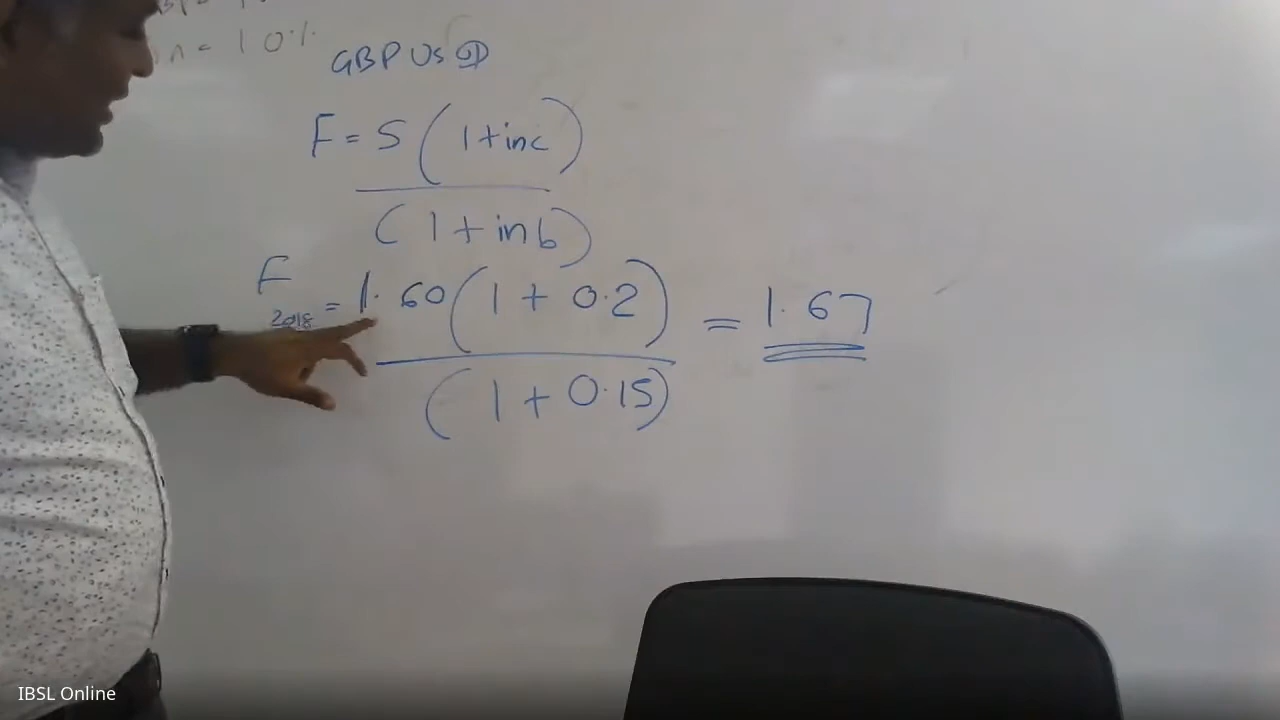 n = 10%
GBP USD
F = S (1+inc)
(1 + inb)
F 2018 = 1.60 (1 + 0.2) = 1.67
(1 + 0.15)
IBSL Online